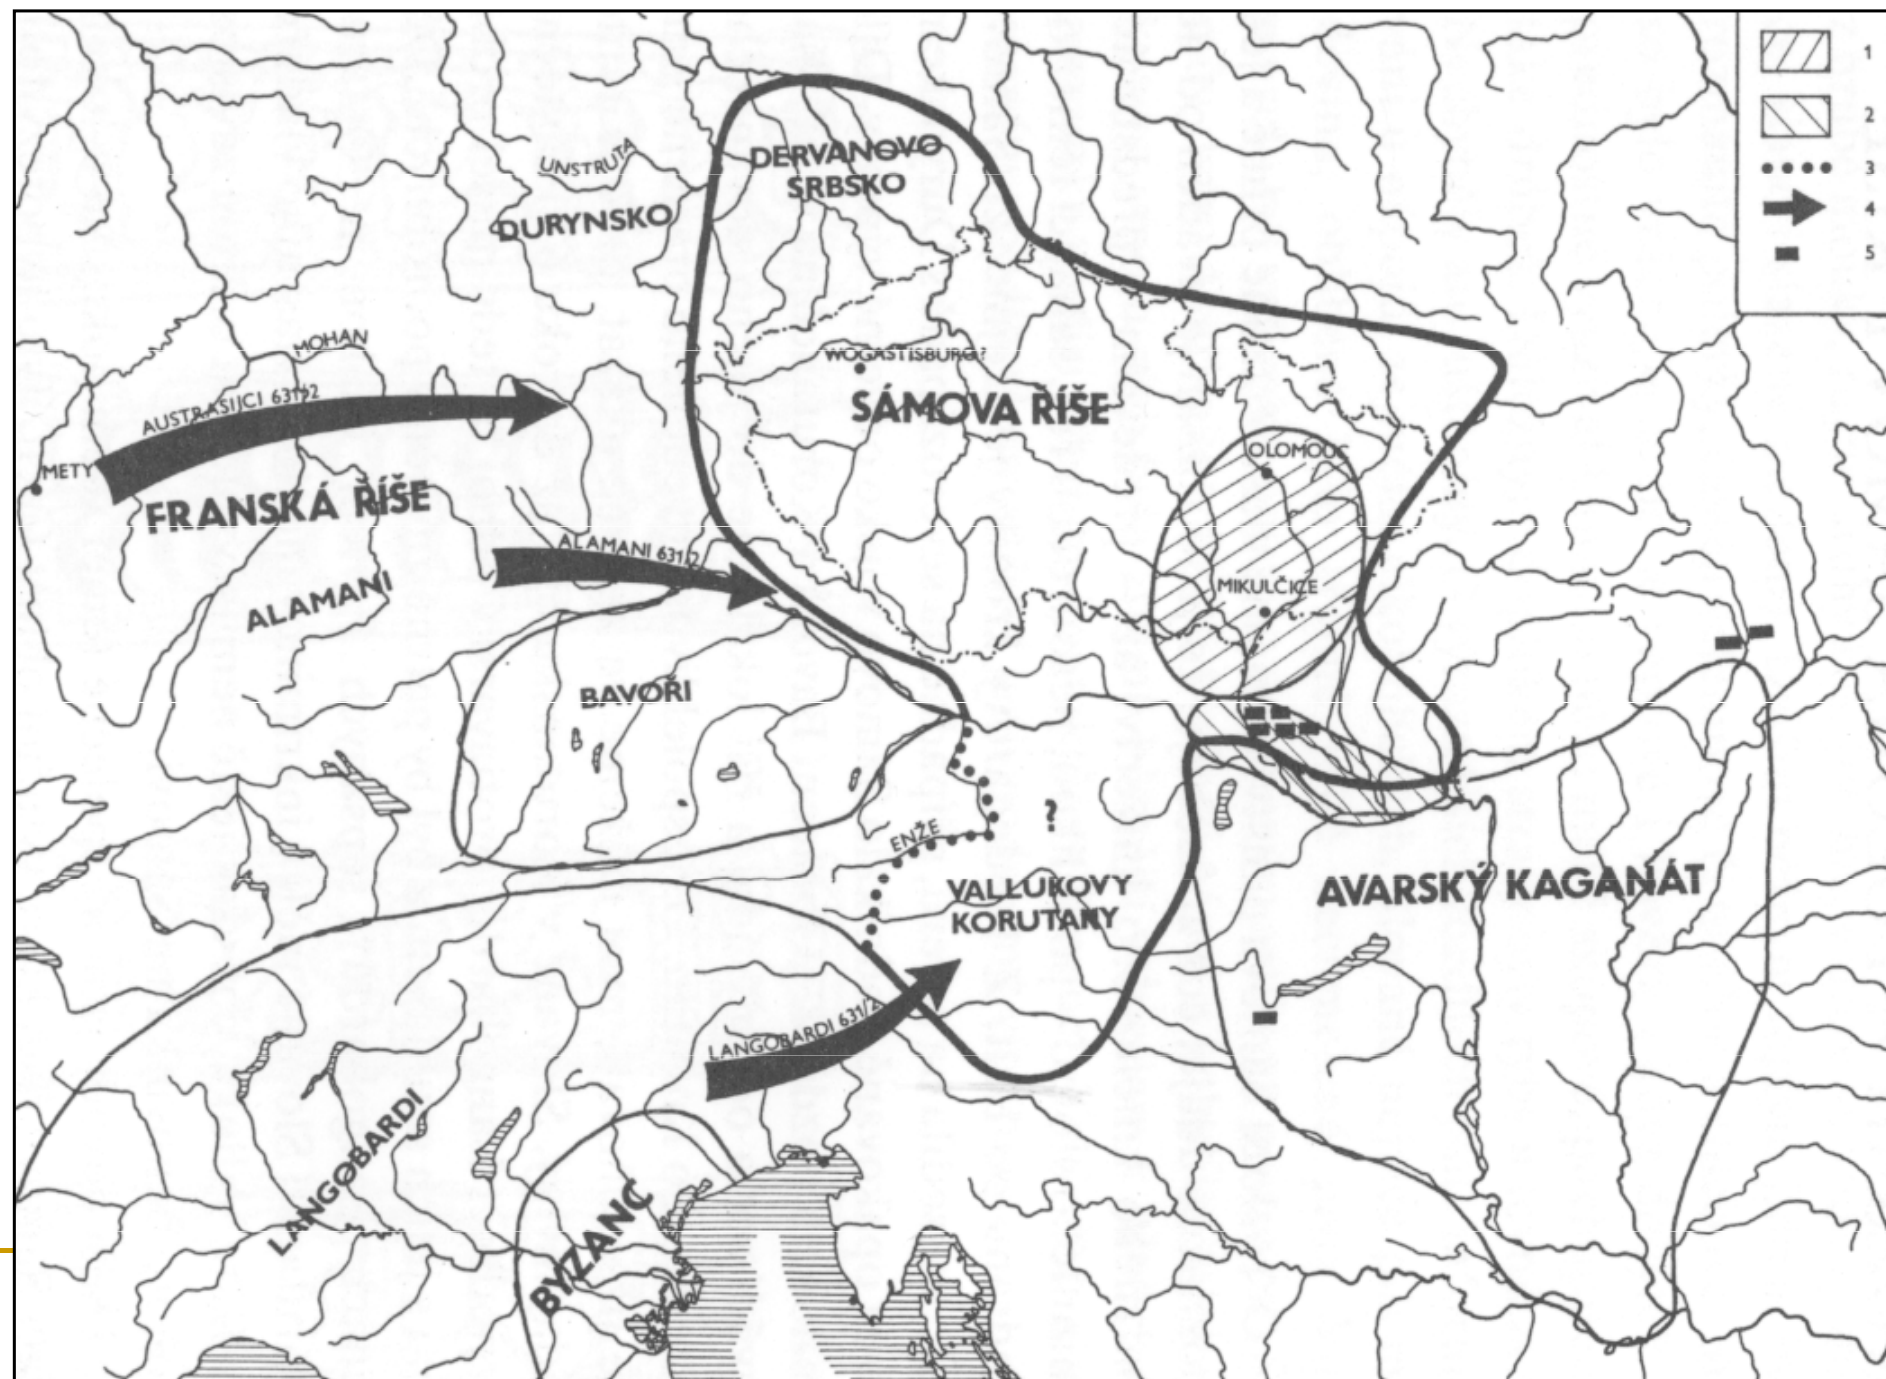 1
2
3
4
5
DERVANOVO
SRBSKO
UNSTRUTA
DURYNSKO
MOHAN
WOGASTISBURG?
AUSTRASIJCI 631/2
SÁMOVA ŘÍŠE
METY
FRANSKÁ ŘÍŠE
OLOMOUC
ALAMANI 631/2
ALAMANI
MIKULČICE
BAVOŘI
?
ENŽE
VALLUKOVY
KORUTANY
AVARSKÝ KAGANÁT
LANGOBARDI 631/2
LANGOBARDI
BYZANC